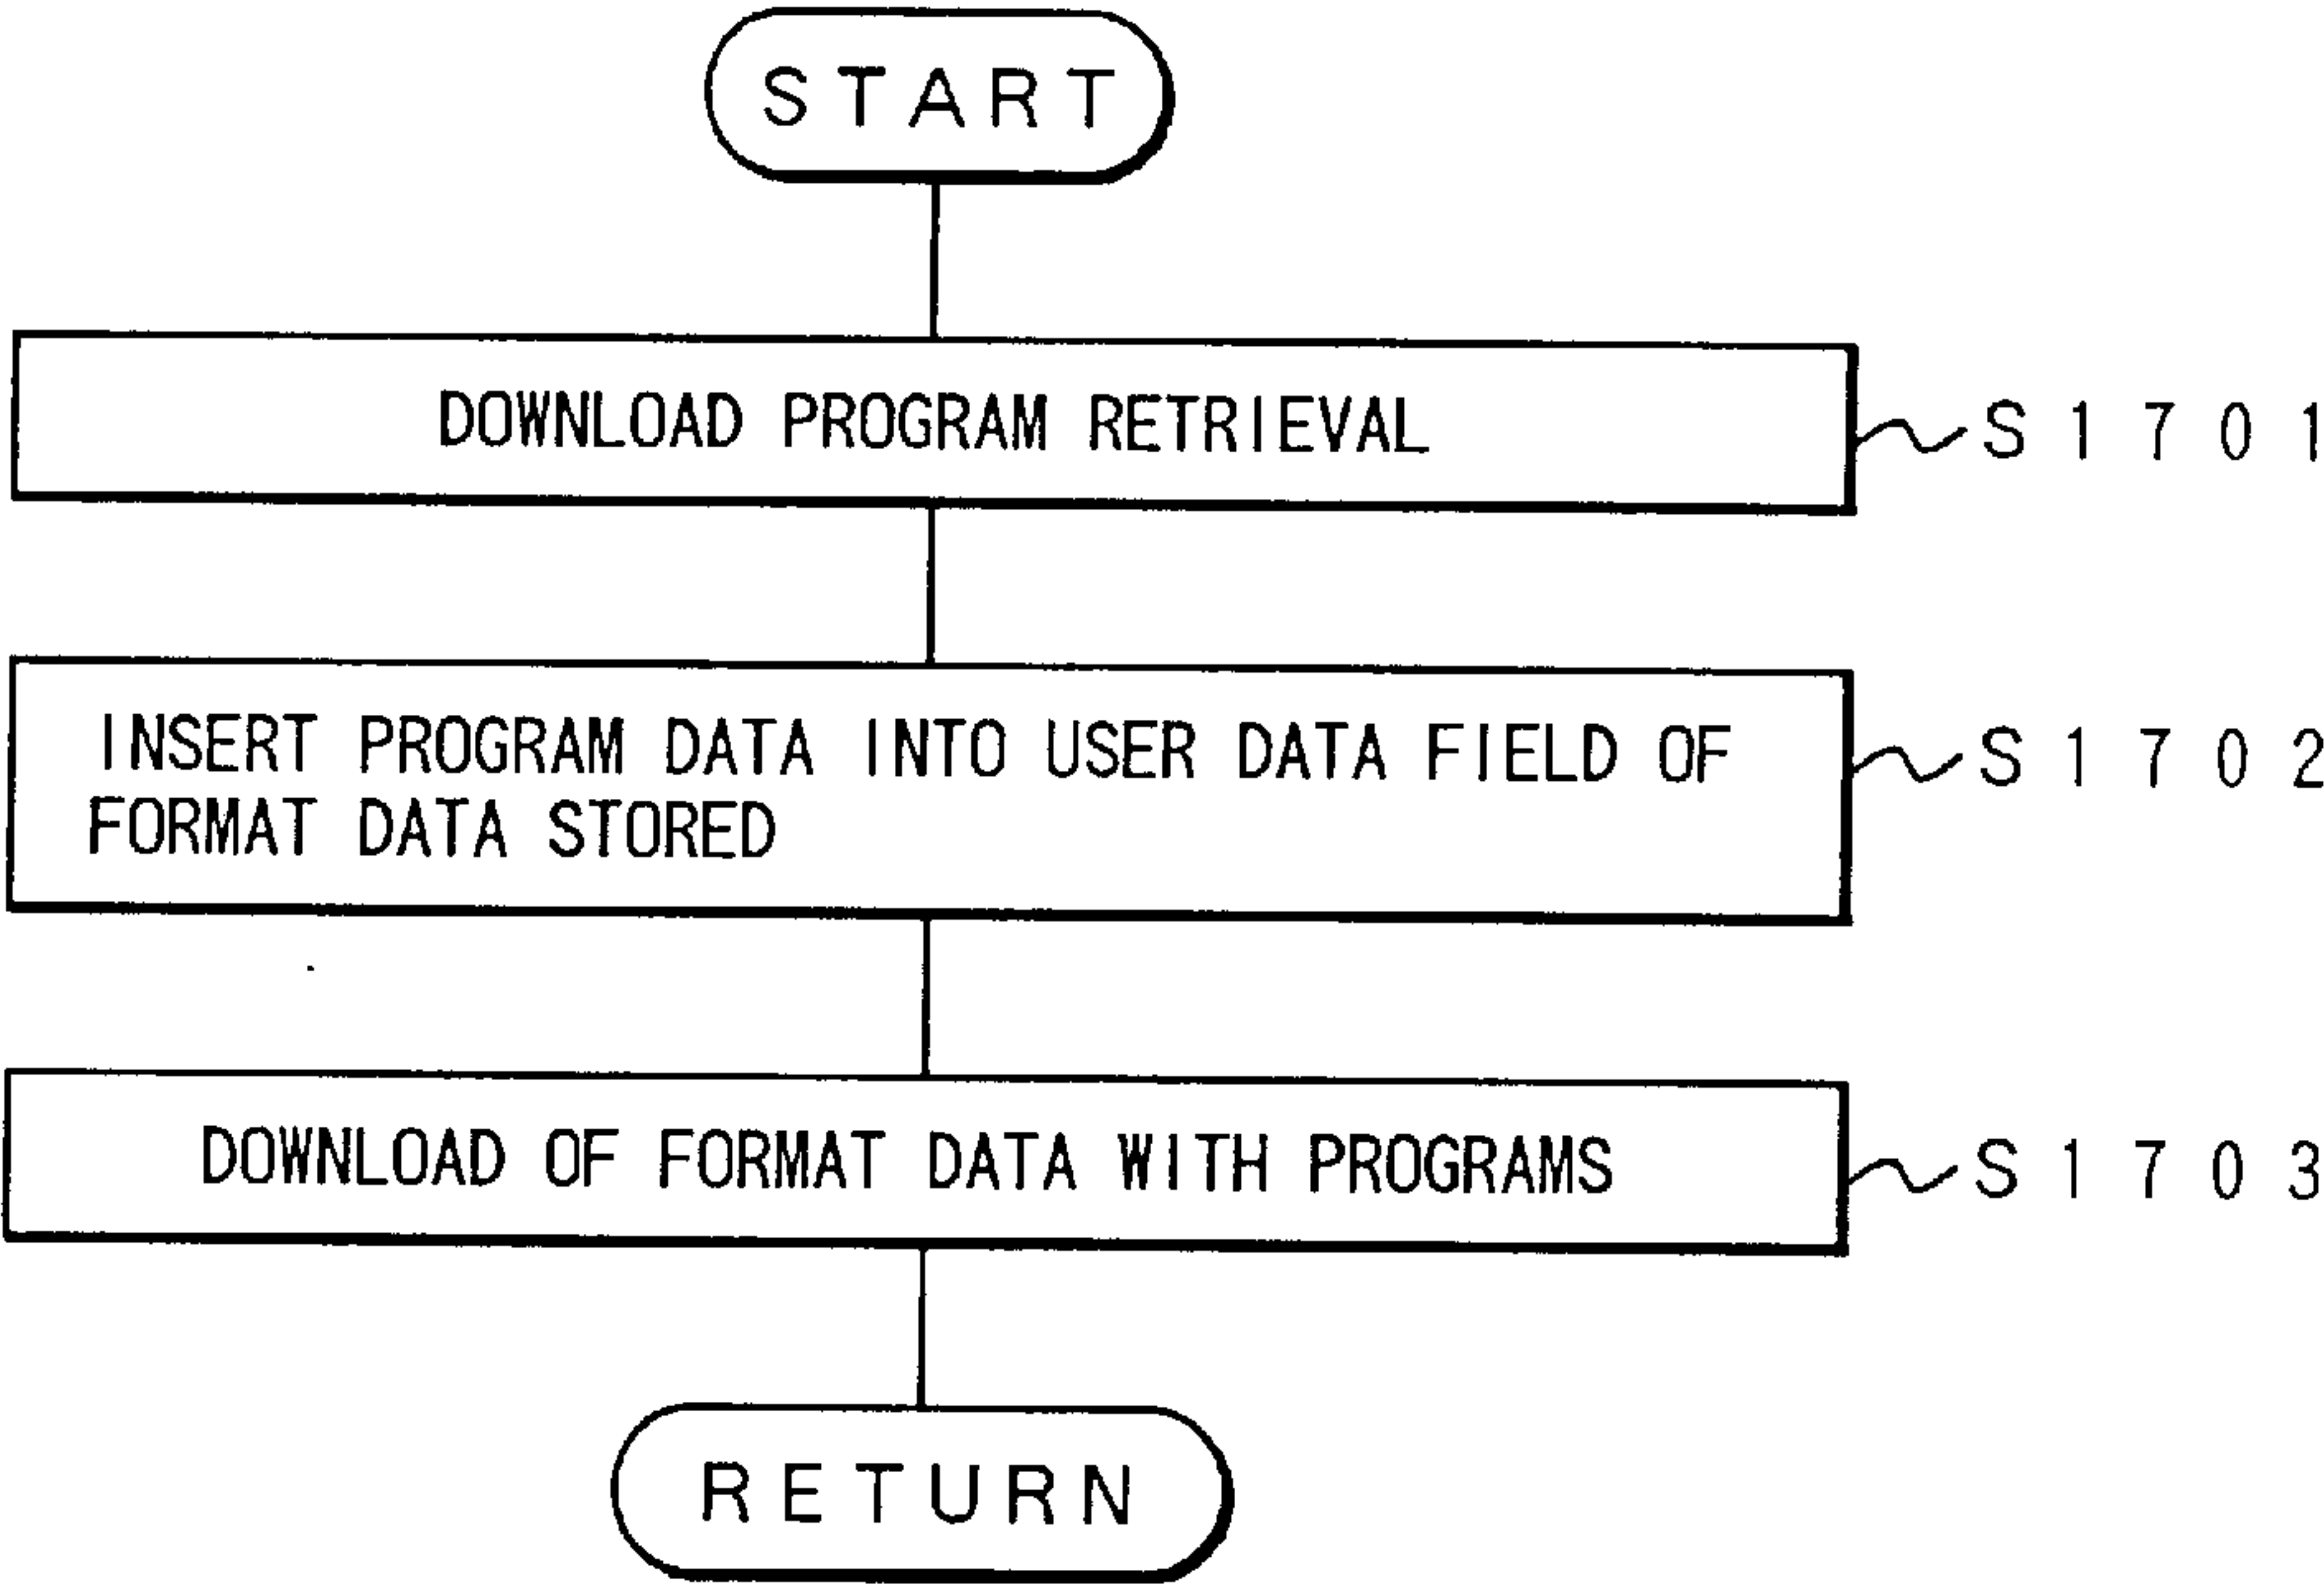 START
DOWNLOAD PROGRAM RETRIEVAL
S1701
INSERT PROGRAM DATA INTO USER DATA FIELD OF
FORMAT DATA STORED
S1702
DOWNLOAD OF FORMAT DATA WITH PROGRAMS
S1703
RETURN